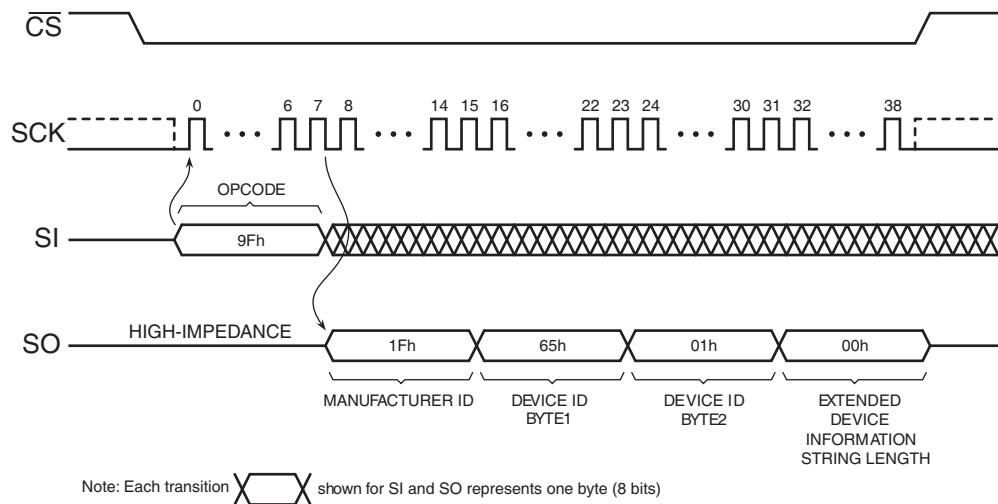 CS
0 6 7 8 14 15 16 22 23 24 30 31 32 38
SCK
OPCODE
SI
9Fh
HIGH-IMPEDANCE
SO
1Fh 65h 01h 00h
MANUFACTURER ID
DEVICE ID
BYTE1
DEVICE ID
BYTE2
EXTENDED
DEVICE
INFORMATION
STRING LENGTH
Note: Each transition shown for SI and SO represents one byte (8 bits)